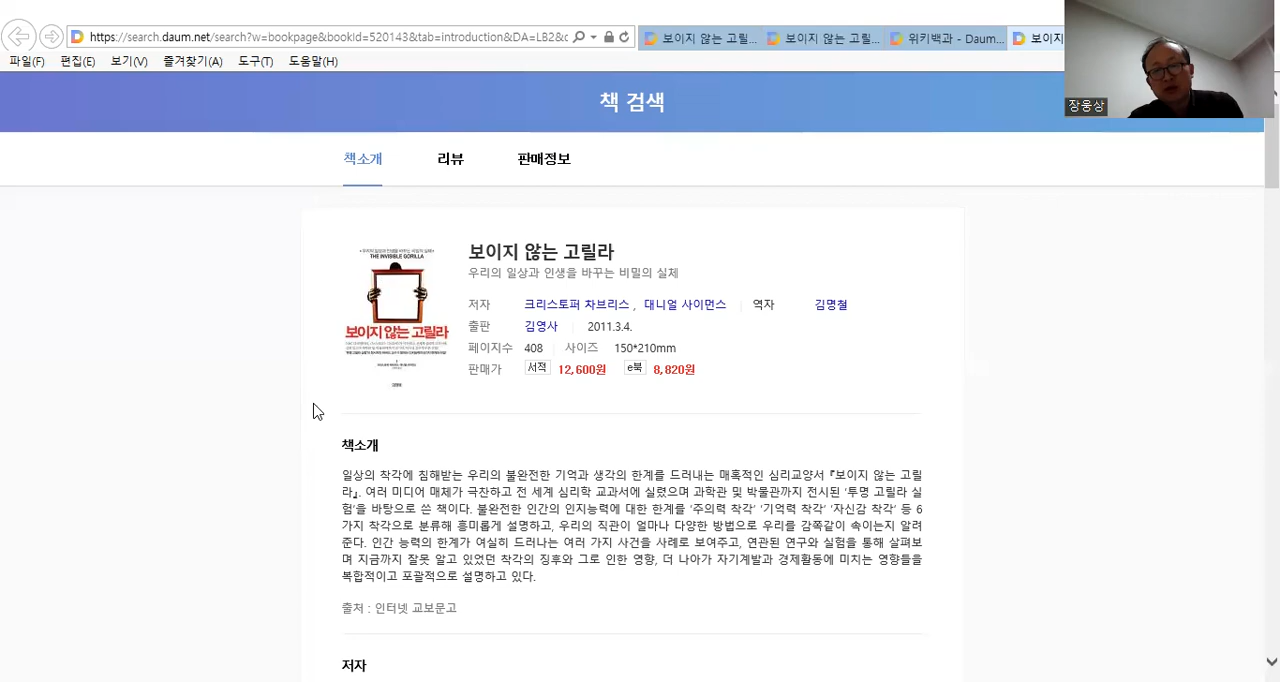 https://search.daum.net/search?w=bookpage&bookId=520143&tab=introduction&DA=LB2&q
보이지 않는 고릴...
보이지 않는 고릴...
위키백과 - Daum...
보이지
파일(F) 편집(E) 보기(V) 즐겨찾기(A) 도구(T) 도움말(H)
장웅상
책 검색
책소개 리뷰 판매정보
THE INVISIBLE GORILLA
보이지 않는 고릴라
보이지 않는 고릴라
우리의 일상과 인생을 바꾸는 비밀의 실체
저자 크리스토퍼 차브리스 , 대니얼 사이먼스 역자 김명철
출판 김영사 2011.3.4.
페이지수 408 사이즈 150*210mm
판매가 서적 12,600원 e북 8,820원
책소개
일상의 착각에 침해받는 우리의 불완전한 기억과 생각의 한계를 드러내는 매혹적인 심리교양서 『보이지 않는 고릴
라』. 여러 미디어 매체가 극찬하고 전 세계 심리학 교과서에 실렸으며 과학관 및 박물관까지 전시된 '투명 고릴라 실
험'을 바탕으로 쓴 책이다. 불완전한 인간의 인지능력에 대한 한계를 '주의력 착각' '기억력 착각' '자신감 착각' 등 6
가지 착각으로 분류해 흥미롭게 설명하고, 우리의 직관이 얼마나 다양한 방법으로 우리를 감쪽같이 속이는지 알려
준다. 인간 능력의 한계가 여실히 드러나는 여러 가지 사건을 사례로 보여주고, 연관된 연구와 실험을 통해 살펴보
며 지금까지 잘못 알고 있었던 착각의 징후와 그로 인한 영향, 더 나아가 자기계발과 경제활동에 미치는 영향들을
복합적이고 포괄적으로 설명하고 있다.
출처 : 인터넷 교보문고
저자